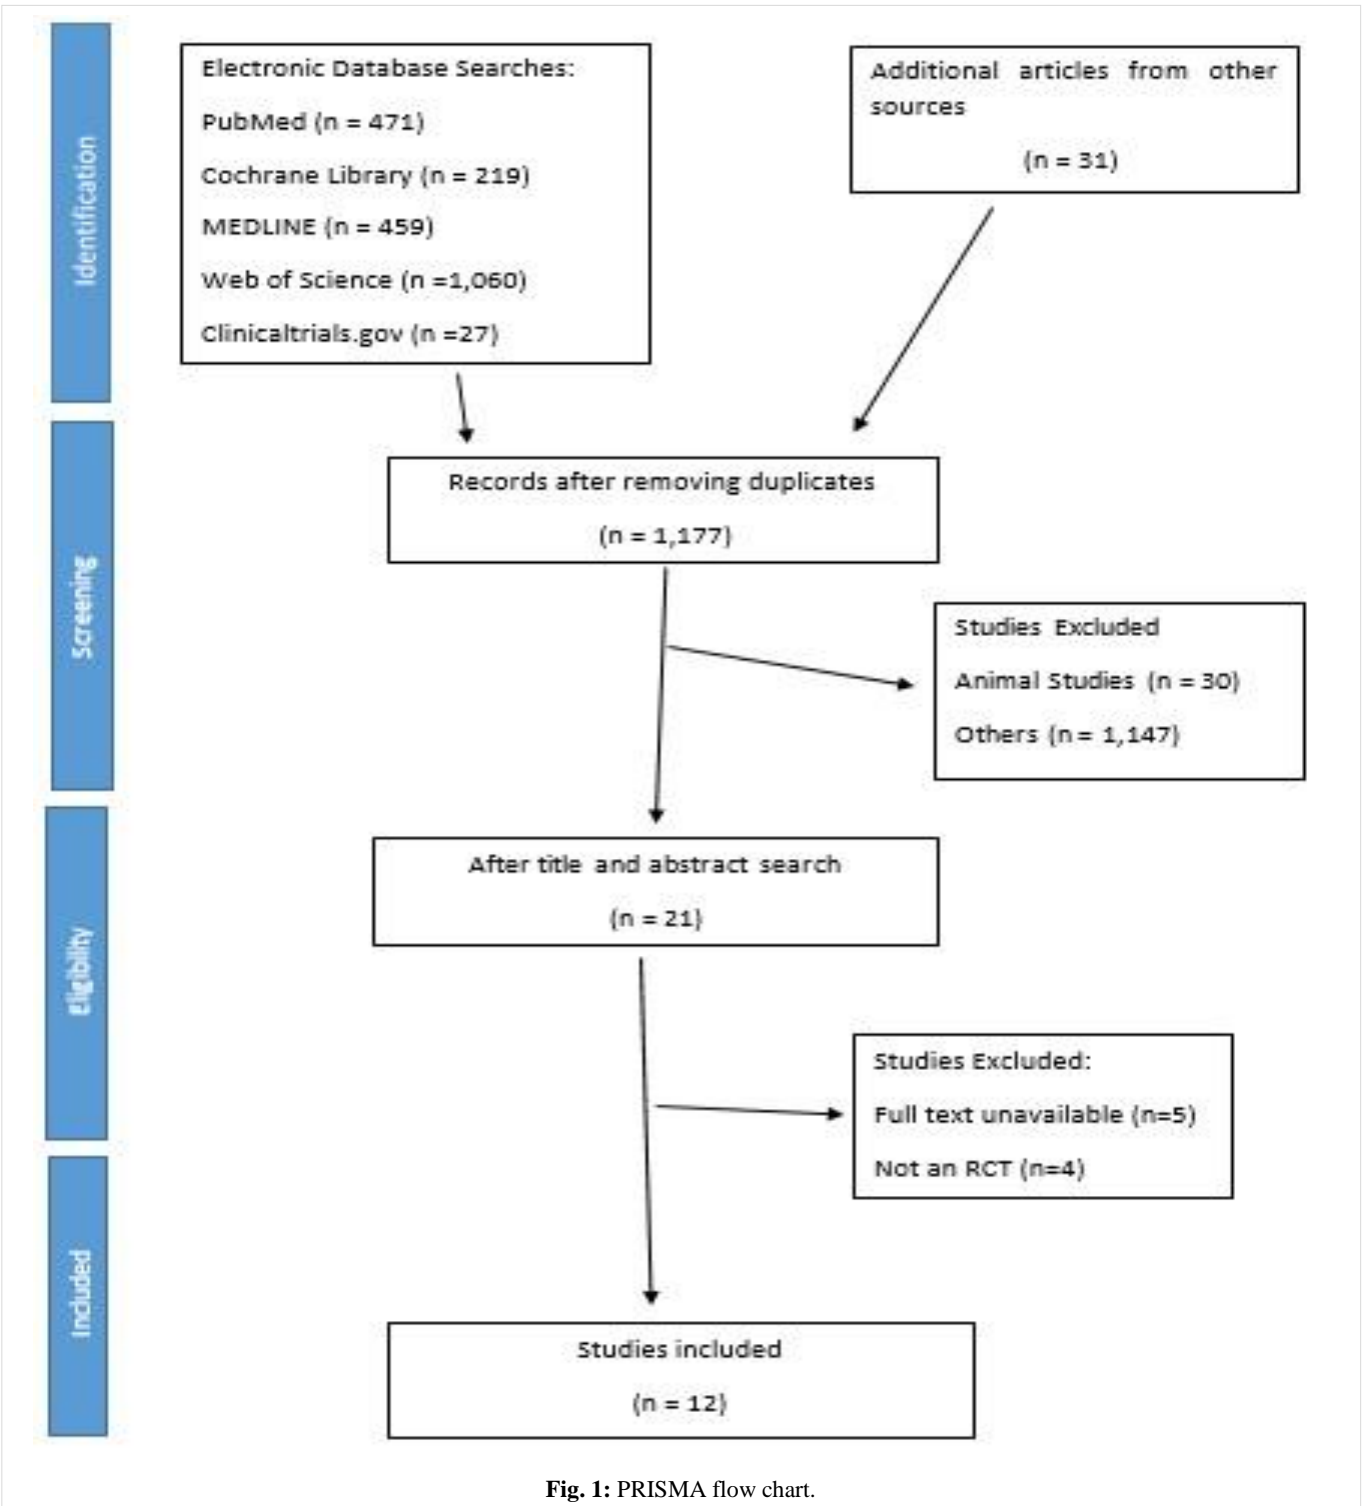 Identification
Electronic Database Searches:
PubMed (n = 471)
Cochrane Library (n = 219)
MEDLINE (n = 459)
Web of Science (n =1,060)
Clinicaltrials.gov (n =27)
Additional articles from other
sources
(n = 31)
Screening
Records after removing duplicates
(n = 1,177)
Studies Excluded
Animal Studies (n = 30)
Others (n = 1,147)
Eligibility
After title and abstract search
(n = 21)
Studies Excluded:
Full text unavailable (n=5)
Not an RCT (n=4)
Included
Studies included
(n = 12)
Fig. 1: PRISMA flow chart.